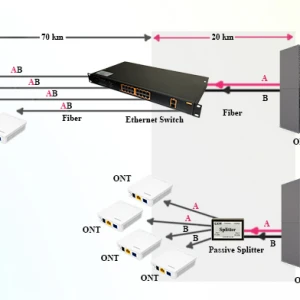 70 km
20 km
AB
AB
A
AB
B
AB
Fiber
Ethernet Switch
Fiber
ONT
A
ONT
B
Splitter
A
B
B
ONT
Passive Splitter
ONT